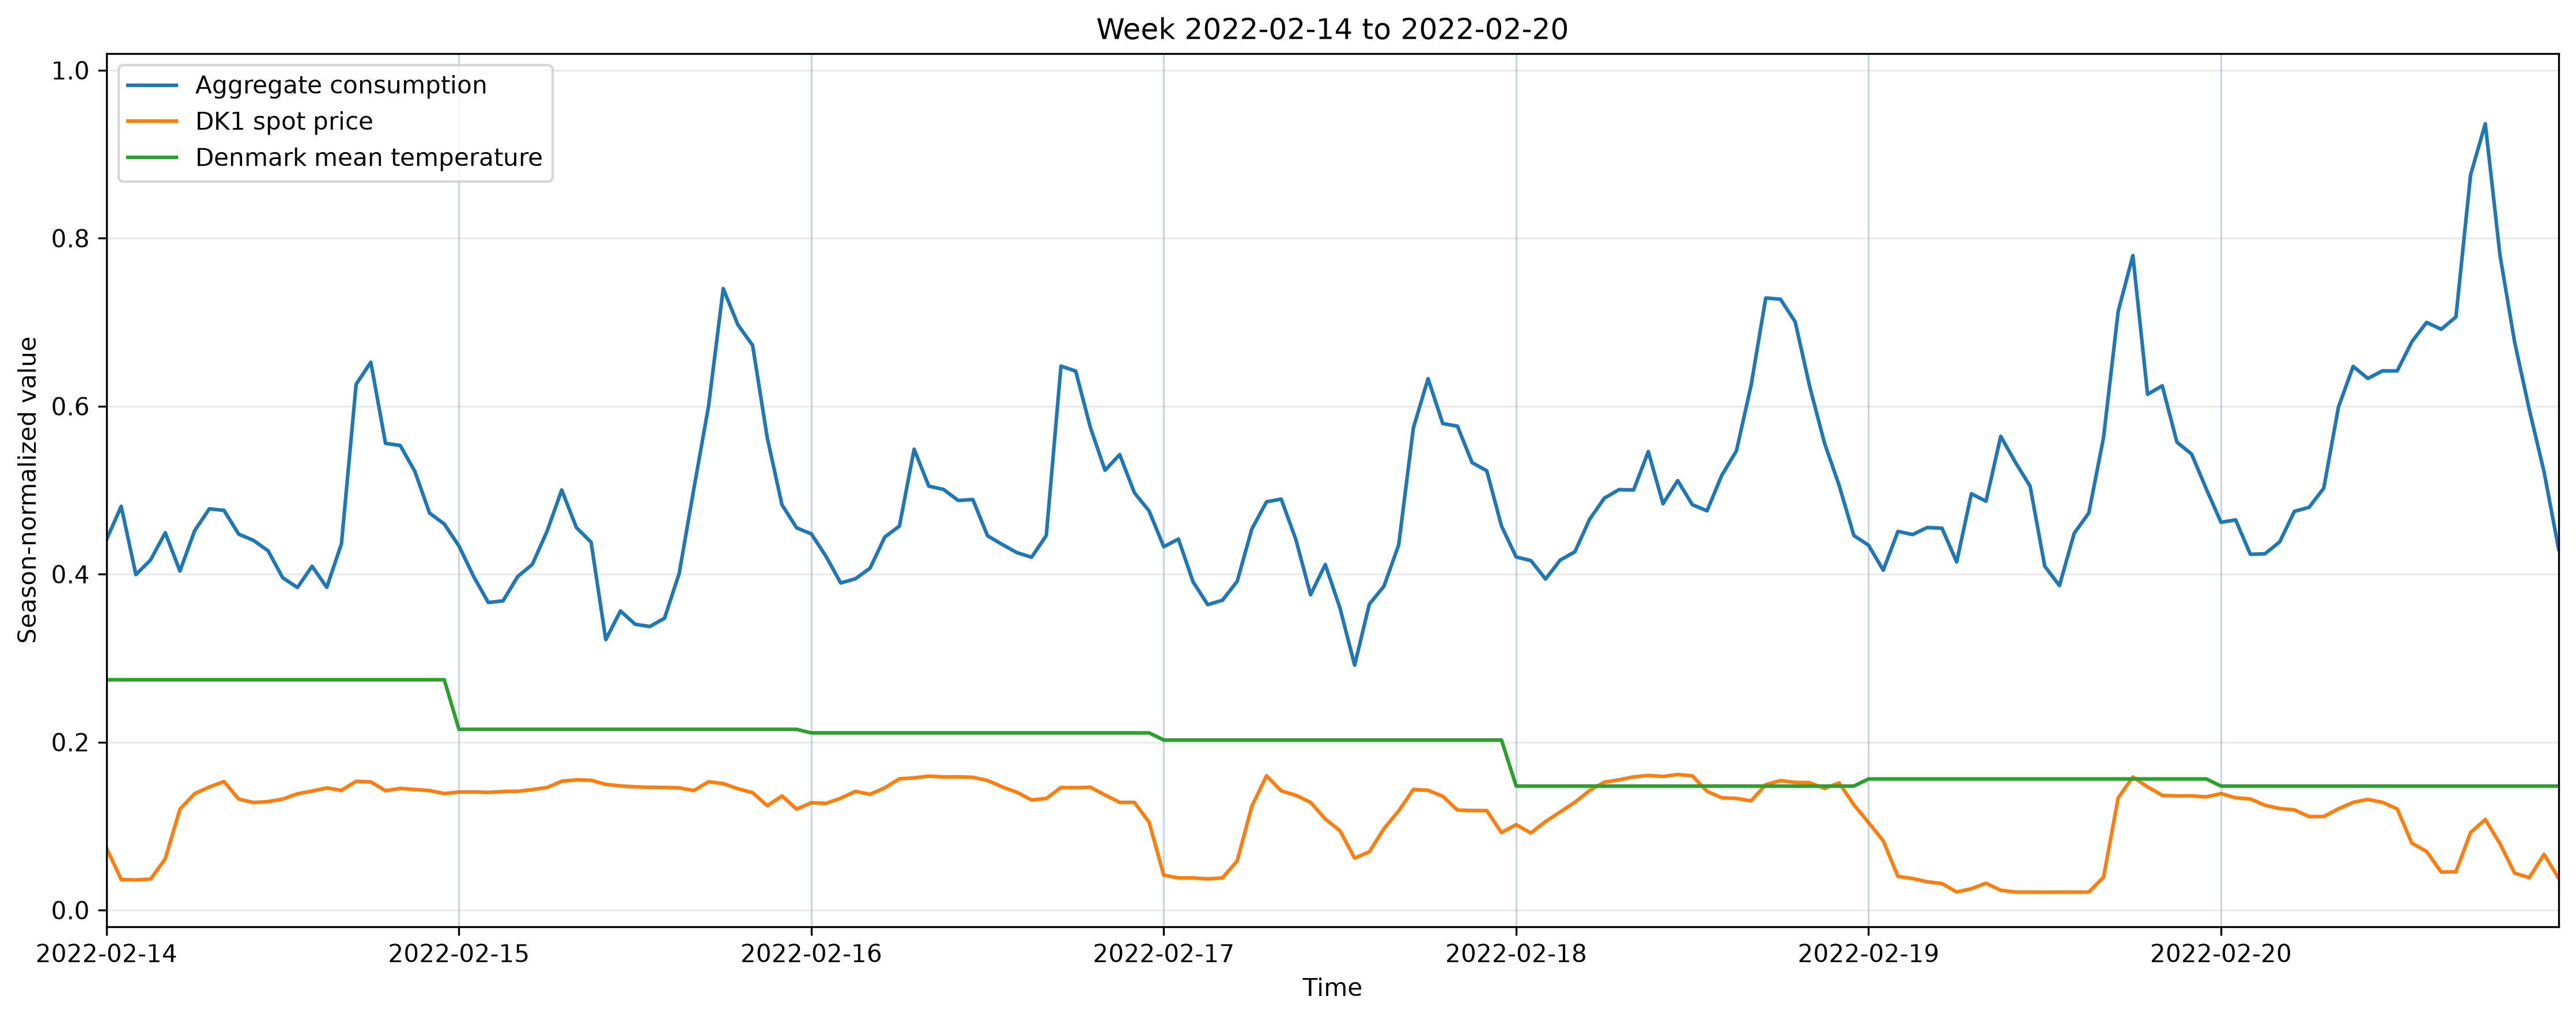 Week 2022-02-14 to 2022-02-20
Aggregate consumption
DK1 spot price
Denmark mean temperature
Season-normalized value
1.0
0.8
0.6
0.4
0.2
0.0
2022-02-14 2022-02-15 2022-02-16 2022-02-17 2022-02-18 2022-02-19 2022-02-20
Time